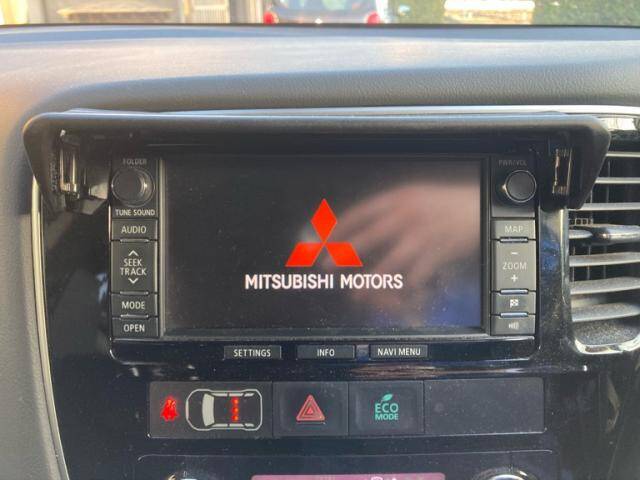 FOLDER
TUNE SOUND
AUDIO
SEEK
TRACK
MODE
OPEN
MITSUBISHI MOTORS
PWR/VOL
MAP
−
ZOOM
+
SETTINGS
INFO
NAVI MENU
ECO
MODE